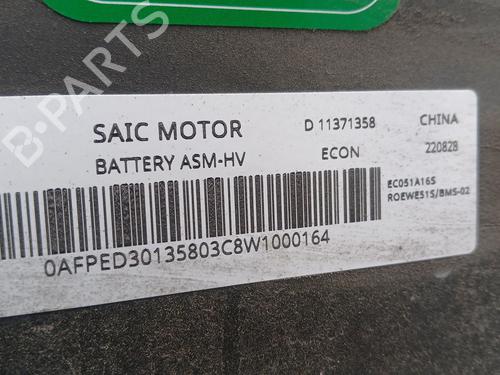 B-PARTS
SAIC MOTOR D 11371358 CHINA
BATTERY ASM-HV ECON 220828
EC051A16S
ROEWE51S/BMS-02
0AFPED30135803C8W1000164